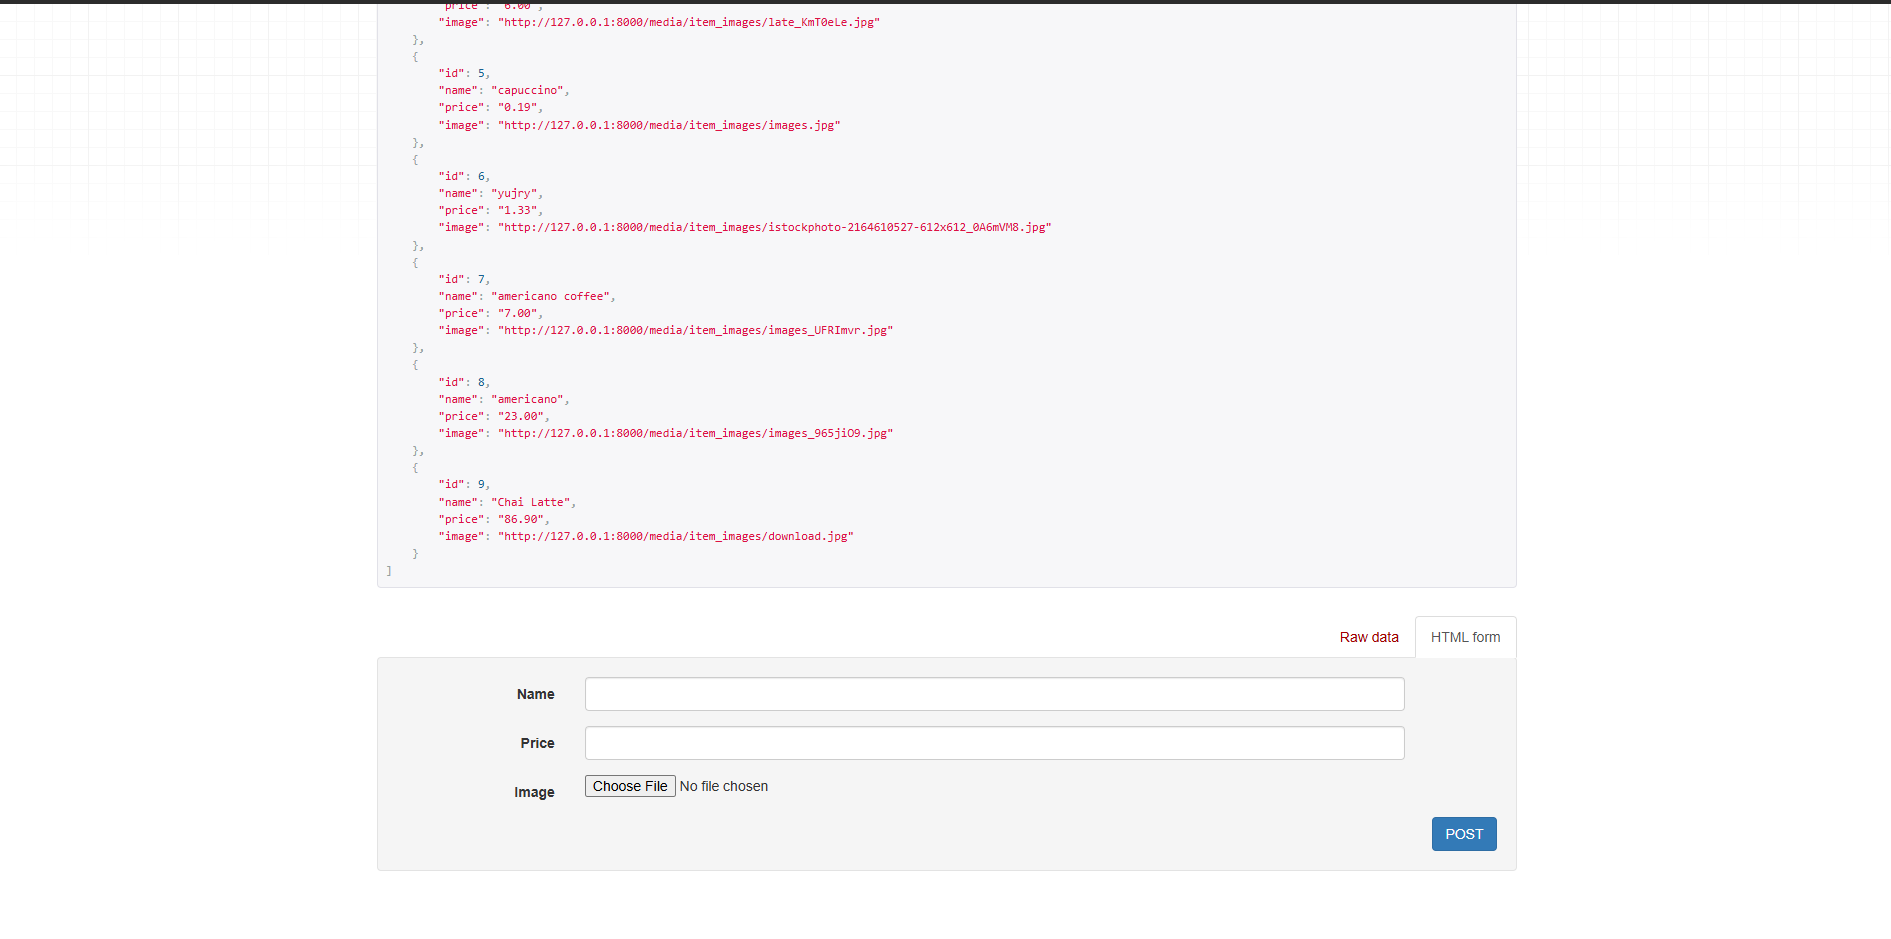 "price": "6.00",
"image": "http://127.0.0.1:8000/media/item_images/late_KmT0eLe.jpg"
},
{
"id": 5,
"name": "capuccino",
"price": "0.19",
"image": "http://127.0.0.1:8000/media/item_images/images.jpg"
},
{
"id": 6,
"name": "yujry",
"price": "1.33",
"image": "http://127.0.0.1:8000/media/item_images/istockphoto-2164610527-612x612_0A6mVM8.jpg"
},
{
"id": 7,
"name": "americano coffee",
"price": "7.00",
"image": "http://127.0.0.1:8000/media/item_images/images_UFRImvr.jpg"
},
{
"id": 8,
"name": "americano",
"price": "23.00",
"image": "http://127.0.0.1:8000/media/item_images/images_965jiO9.jpg"
},
{
"id": 9,
"name": "Chai Latte",
"price": "86.90",
"image": "http://127.0.0.1:8000/media/item_images/download.jpg"
}
]
Raw data HTML form
Name
Price
Image Choose File No file chosen
POST